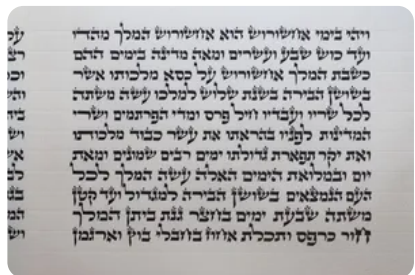 ויהי בימי אחשורוש הוא אחשורוש המלך מהדו
ועד כוש שבע ועשרים ומאה מדינה בימים ההם
כשבת המלך אחשורוש על כסא מלכותו אשר
בשושן הבירה בשנת שלוש למלכו עשה משתה
לכל שריו ועבדיו חיל פרס ומדי הפרתמים ושרי
המדינות לפניו בהראתו את עשר כבוד מלכותו
ואת יקר תפארת גדולתו ימים רבים שמונים ומאת
יום ובמלואת הימים האלה עשה המלך לכל
העם הנמצאים בשושן הבירה למגדול ועד קטן
משתה שבעת ימים בחצר גנת ביתן המלך
חור כרפס ותכלת אחוז בחבלי בוץ וארגמן